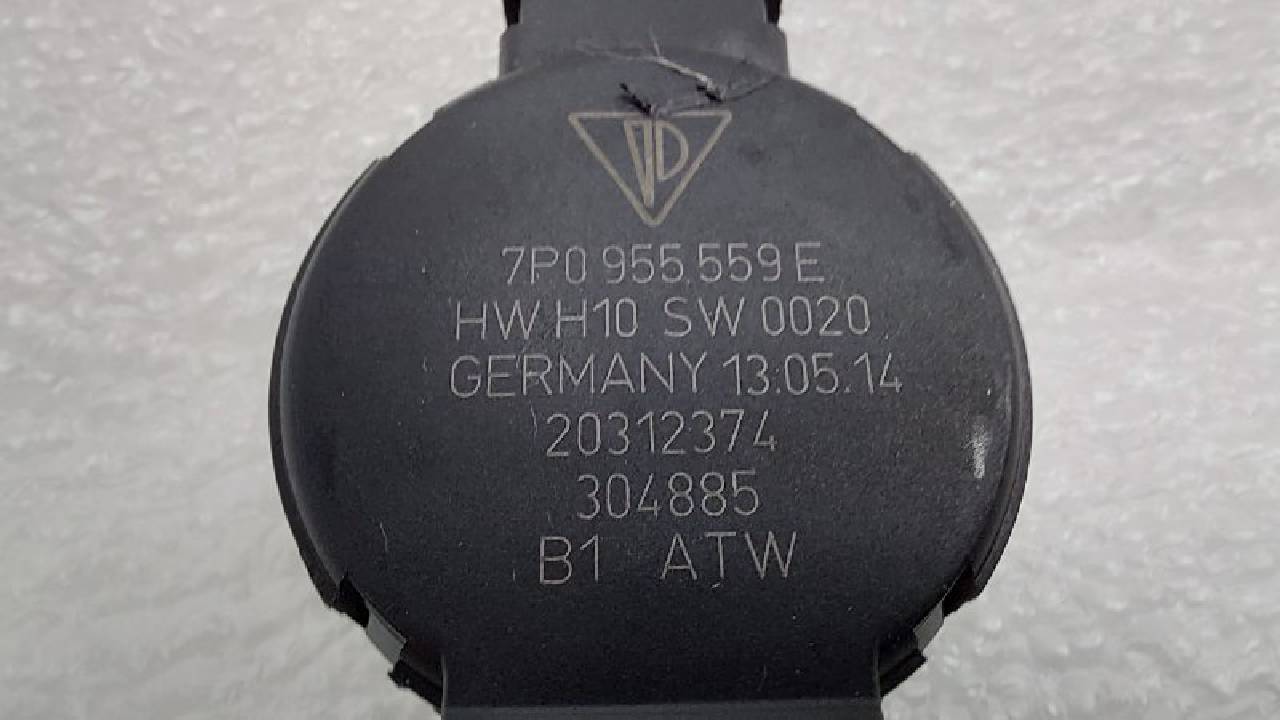 7P0 955 559 E
HW H10 SW 0020
GERMANY 13.05.14
20312374
304885
B1 ATW